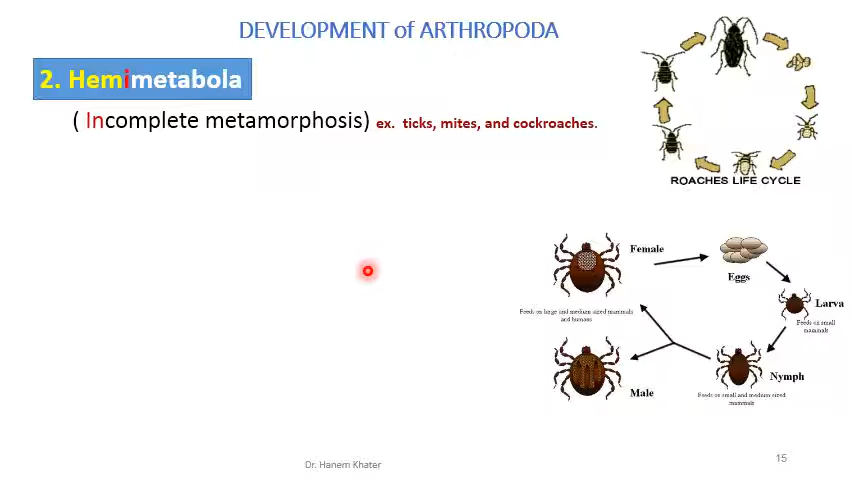 DEVELOPMENT of ARTHROPODA
2. Hemimetabola
( Incomplete metamorphosis) ex. ticks, mites, and cockroaches.
ROACHES LIFE CYCLE
Female
Eggs
Larva
Feeds on small
mammals
Feeds on large and medium sized mammals
and humans
Nymph
Feeds on small and medium sized
mammals
Male
Dr. Hanem Khater
15